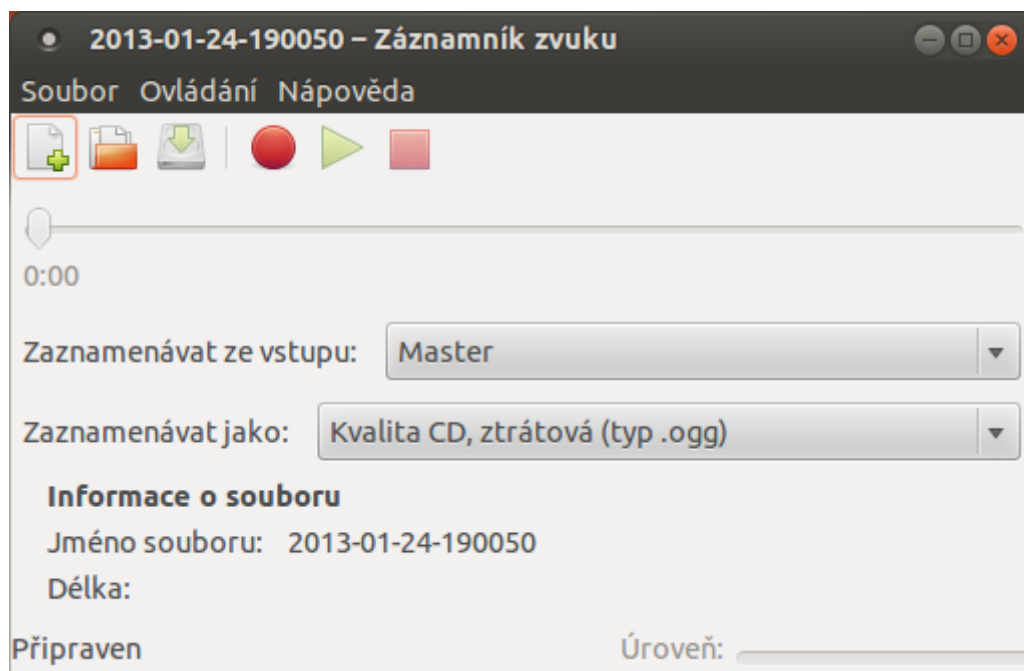 2013-01-24-190050 – Záznamník zvuku
Soubor Ovládání Nápověda
0:00
Zaznamenávat ze vstupu: Master
Zaznamenávat jako: Kvalita CD, ztrátová (typ .ogg)
Informace o souboru
Jméno souboru: 2013-01-24-190050
Délka:
Připraven Úroveň: